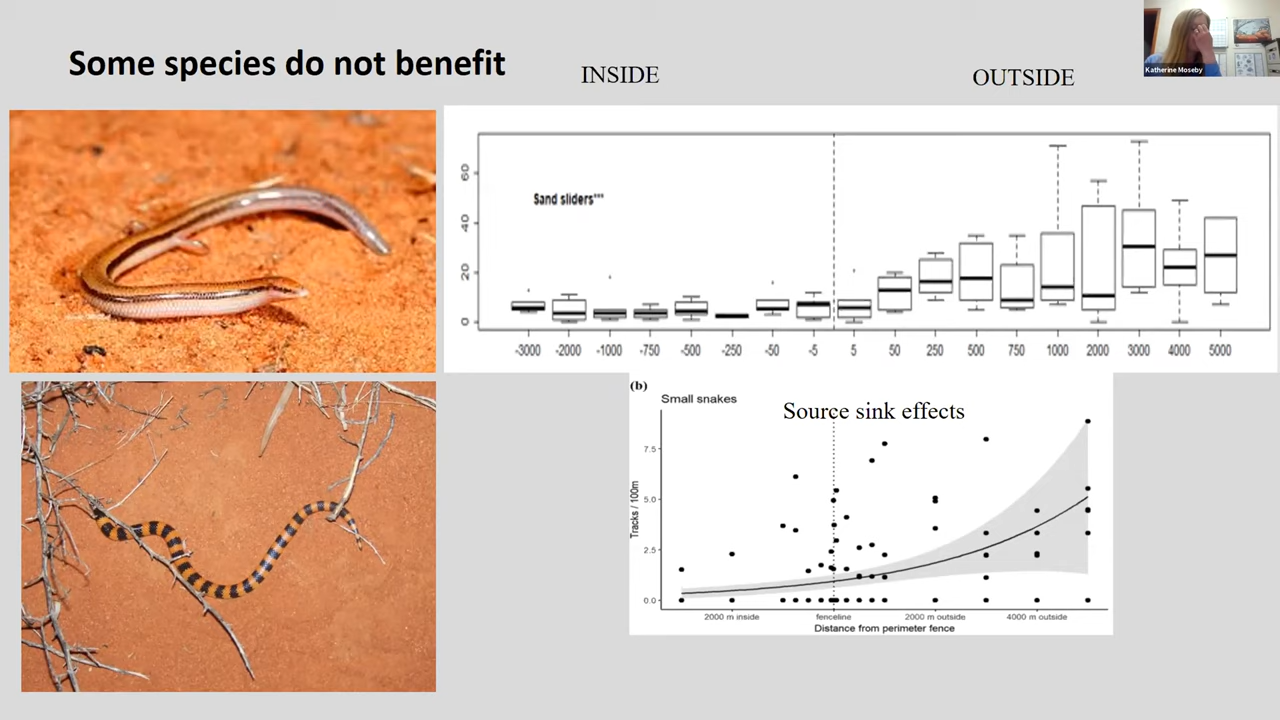 Some species do not benefit
INSIDE
OUTSIDE
Katherine Moseby
Sand sliders***
60
40
20
0
-3000 -2000 -1000 -750 -500 -250 -50 -5 5 50 250 500 750 1000 2000 3000 4000 5000
(b)
Small snakes
Source sink effects
7.5
5.0
2.5
0.0
Tracks / 100m
2000 m inside fenceline 2000 m outside 4000 m outside
Distance from perimeter fence